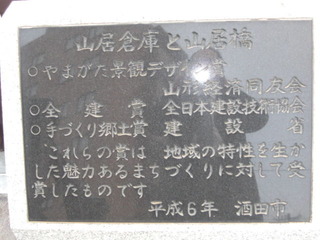 山居倉庫と山居橋
○やまがた景観デザイン賞
山形経済同友会
○全建賞 全日本建設技術協会
○手づくり郷土賞 建設省
これらの賞は 地域の特性を生か
した魅力あるまちづくりに対して受
賞したものです
平成6年 酒田市